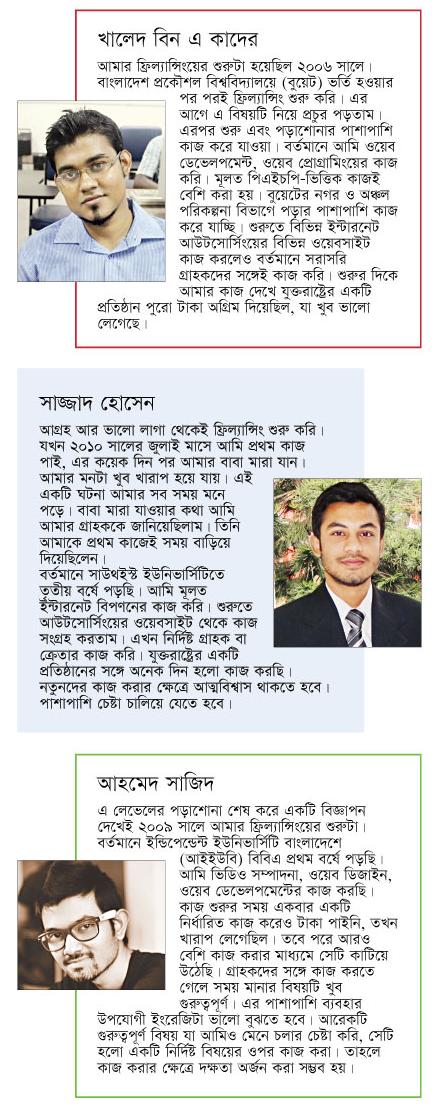 খালেদ বিন এ কাদের
আমার ফ্রিল্যান্সিংয়ের শুরুটা হয়েছিল ২০০৬ সালে।
বাংলাদেশ প্রকৌশল বিশ্ববিদ্যালয়ে (বুয়েট) ভর্তি হওয়ার
পর পরই ফ্রিল্যান্সিং শুরু করি। এর
আগে এ বিষয়টি নিয়ে প্রচুর পড়তাম।
এরপর শুরু এবং পড়াশোনার পাশাপাশি
কাজ করে যাওয়া। বর্তমানে আমি ওয়েব
ডেভেলপমেন্ট, ওয়েব প্রোগ্রামিংয়ের কাজ
করি। মূলত পিএইচপি-ভিত্তিক কাজই
বেশি করা হয়। বুয়েটের নগর ও অঞ্চল
পরিকল্পনা বিভাগে পড়ার পাশাপাশি কাজ
করে যাচ্ছি। শুরুতে বিভিন্ন ইন্টারনেট
আউটসোর্সিংয়ের বিভিন্ন ওয়েবসাইট
কাজ করলেও বর্তমানে সরাসরি
গ্রাহকদের সঙ্গেই কাজ করি। শুরুর দিকে
আমার কাজ দেখে যুক্তরাষ্ট্রের একটি
প্রতিষ্ঠান পুরো টাকা অগ্রিম দিয়েছিল, যা খুব ভালো
লেগেছে।
সাজ্জাদ হোসেন
আগ্রহ আর ভালো লাগা থেকেই ফ্রিল্যান্সিং শুরু করি।
যখন ২০১০ সালের জুলাই মাসে আমি প্রথম কাজ
পাই, এর কয়েক দিন পর আমার বাবা মারা যান।
আমার মনটা খুব খারাপ হয়ে যায়। এই
একটি ঘটনা আমার সব সময় মনে
পড়ে। বাবা মারা যাওয়ার কথা আমি
আমার গ্রাহককে জানিয়েছিলাম। তিনি
আমাকে প্রথম কাজেই সময় বাড়িয়ে
দিয়েছিলেন।
বর্তমানে সাউথইস্ট ইউনিভার্সিটিতে
তৃতীয় বর্ষে পড়ছি। আমি মূলত
ইন্টারনেট বিপণনের কাজ করি। শুরুতে
আউটসোর্সিংয়ের ওয়েবসাইট থেকে কাজ
সংগ্রহ করতাম। এখন নির্দিষ্ট গ্রাহক বা
ক্রেতার কাজ করি। যুক্তরাষ্ট্রের একটি
প্রতিষ্ঠানের সঙ্গে অনেক দিন হলো কাজ করছি।
নতুনদের কাজ করার ক্ষেত্রে আত্মবিশ্বাস থাকতে হবে।
পাশাপাশি চেষ্টা চালিয়ে যেতে হবে।
আহমেদ সাজিদ
এ লেভেলের পড়াশোনা শেষ করে একটি বিজ্ঞাপন
দেখেই ২০০৯ সালে আমার ফ্রিল্যান্সিংয়ের শুরুটা।
বর্তমানে ইন্ডিপেন্ডেন্ট ইউনিভার্সিটি বাংলাদেশে
(আইইউবি) বিবিএ প্রথম বর্ষে পড়ছি।
আমি ভিডিও সম্পাদনা, ওয়েব ডিজাইন,
ওয়েব ডেভেলপমেন্টের কাজ করছি।
কাজ শুরুর সময় একবার একটি
নির্ধারিত কাজ করেও টাকা পাইনি, তখন
খারাপ লেগেছিল। তবে পরে আরও
বেশি কাজ করার মাধ্যমে সেটি কাটিয়ে
উঠেছি। গ্রাহকদের সঙ্গে কাজ করতে
গেলে সময় মানার বিষয়টি খুব
গুরুত্বপূর্ণ। এর পাশাপাশি ব্যবহার
উপযোগী ইংরেজিটা ভালো বুঝতে হবে। আরেকটি
গুরুত্বপূর্ণ বিষয় যা আমিও মেনে চলার চেষ্টা করি, সেটি
হলো একটি নির্দিষ্ট বিষয়ের ওপর কাজ করা। তাহলে
কাজ করার ক্ষেত্রে দক্ষতা অর্জন করা সম্ভব হয়।